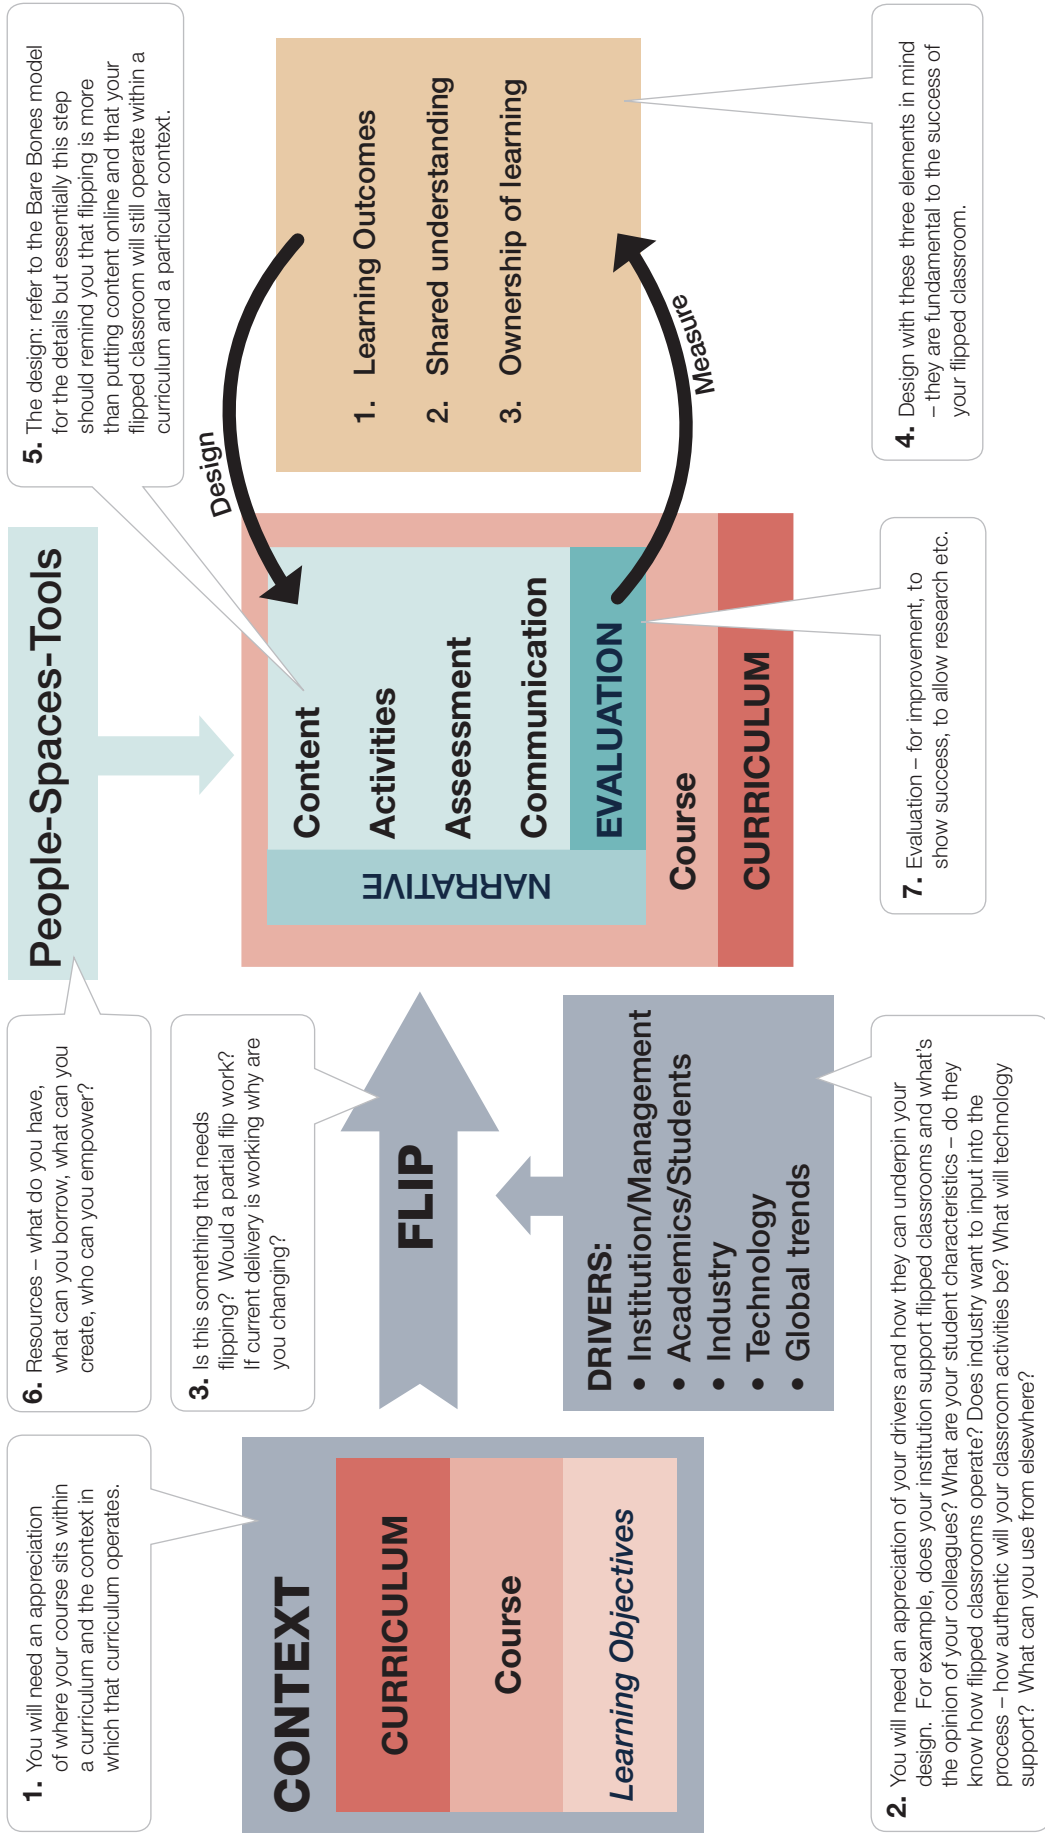 1. You will need an appreciation
of where your course sits within
a curriculum and the context in
which that curriculum operates.
CONTEXT
CURRICULUM
Course
Learning Objectives
2. You will need an appreciation of your drivers and how they can underpin your
design. For example, does your institution support flipped classrooms and what's
the opinion of your colleagues? What are your student characteristics – do they
know how flipped classrooms operate? Does industry want to input into the
process – how authentic will your classroom activities be? What will technology
support? What can you use from elsewhere?
6. Resources – what do you have,
what can you borrow, what can you
create, who can you empower?
3. Is this something that needs
flipping? Would a partial flip work?
If current delivery is working why are
you changing?
FLIP
DRIVERS:
• Institution/Management
• Academics/Students
• Industry
• Technology
• Global trends
People-Spaces-Tools
NARRATIVE
Content
Activities
Assessment
Communication
EVALUATION
Course
CURRICULUM
7. Evaluation – for improvement, to
show success, to allow research etc.
5. The design: refer to the Bare Bones model
for the details but essentially this step
should remind you that flipping is more
than putting content online and that your
flipped classroom will still operate within a
curriculum and a particular context.
Design
1. Learning Outcomes
2. Shared understanding
3. Ownership of learning
Measure
4. Design with these three elements in mind
– they are fundamental to the success of
your flipped classroom.